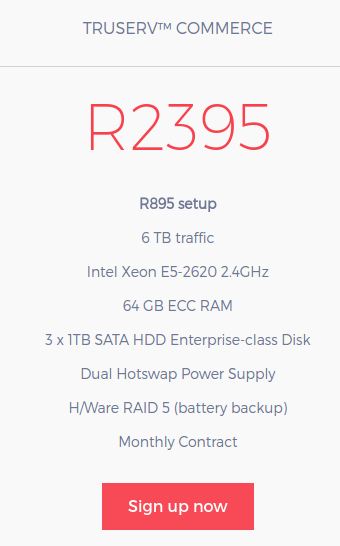 TRUSERV™ COMMERCE
R2395
R895 setup
6 TB traffic
Intel Xeon E5-2620 2.4GHz
64 GB ECC RAM
3 x 1TB SATA HDD Enterprise-class Disk
Dual Hotswap Power Supply
H/Ware RAID 5 (battery backup)
Monthly Contract
Sign up now